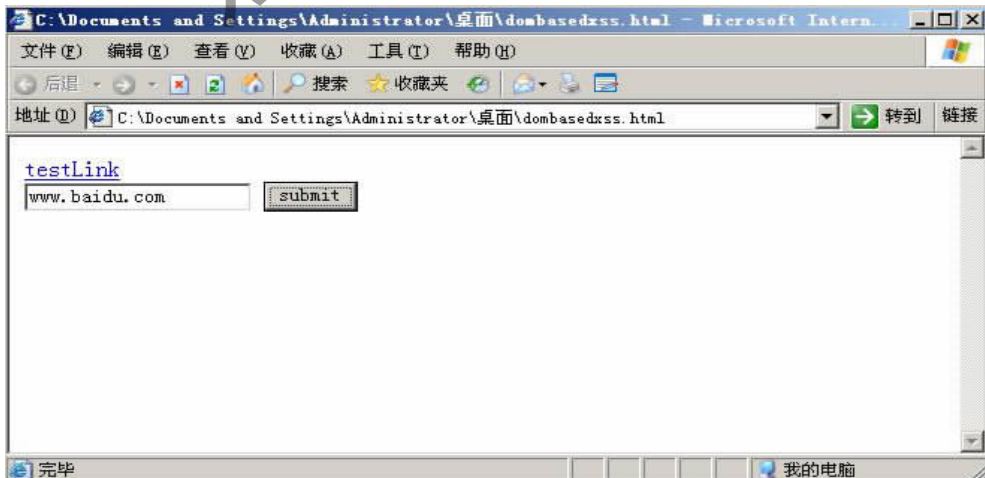 C:\Documents and Settings\Administrator\桌面\dombasedxss.html - Microsoft Intern...
文件(F) 编辑(E) 查看(V) 收藏(A) 工具(T) 帮助(H)
后退 搜索 收藏夹
地址(D) C:\Documents and Settings\Administrator\桌面\dombasedxss.html 转到 链接
testLink
www.baidu.com submit
完毕 我的电脑